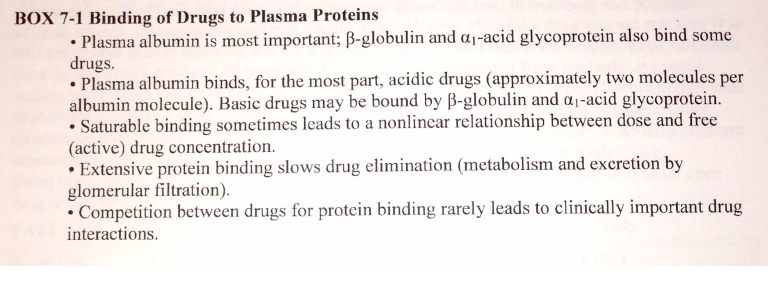 BOX 7-1 Binding of Drugs to Plasma Proteins
• Plasma albumin is most important; β-globulin and α₁-acid glycoprotein also bind some
drugs.
• Plasma albumin binds, for the most part, acidic drugs (approximately two molecules per
albumin molecule). Basic drugs may be bound by β-globulin and α₁-acid glycoprotein.
• Saturable binding sometimes leads to a nonlinear relationship between dose and free
(active) drug concentration.
• Extensive protein binding slows drug elimination (metabolism and excretion by
glomerular filtration).
• Competition between drugs for protein binding rarely leads to clinically important drug
interactions.